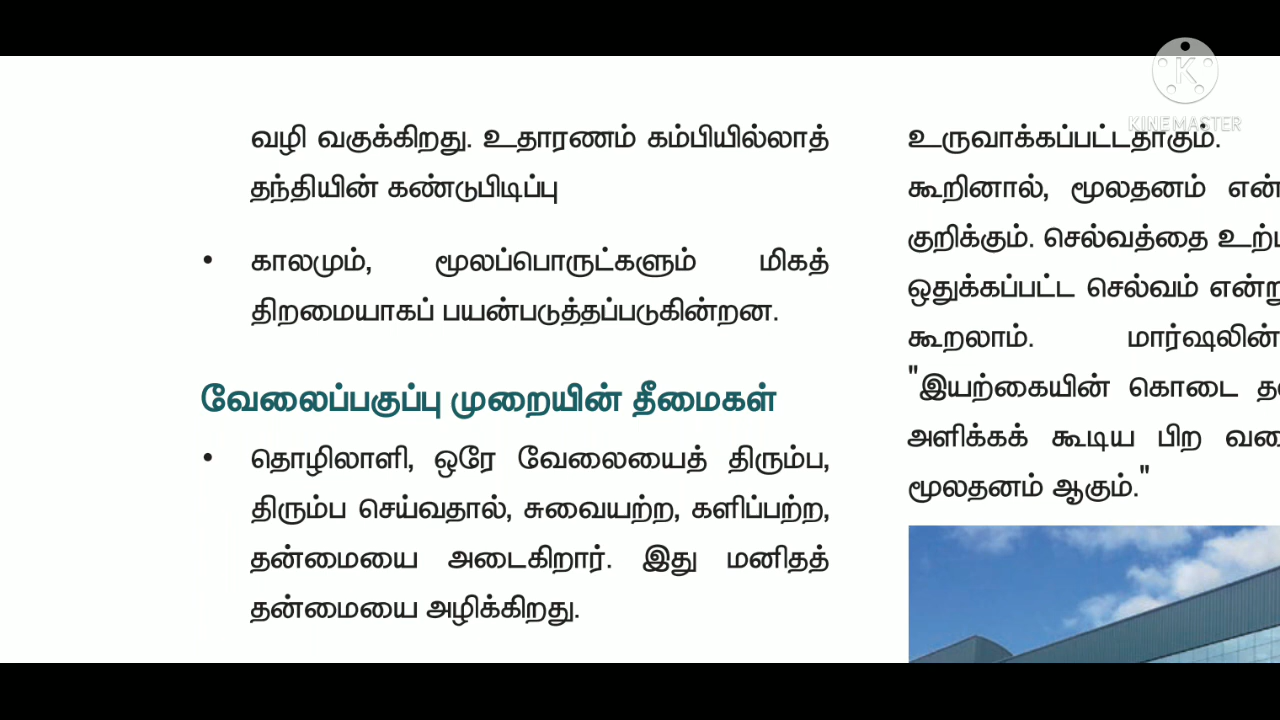 வழி வகுக்கிறது. உதாரணம் கம்பியில்லாத்
தந்தியின் கண்டுபிடிப்பு
• காலமும், மூலப்பொருட்களும் மிகத்
திறமையாகப் பயன்படுத்தப்படுகின்றன.
வேலைப்பகுப்பு முறையின் தீமைகள்
• தொழிலாளி, ஒரே வேலையைத் திரும்ப,
திரும்ப செய்வதால், சுவையற்ற, களிப்பற்ற,
தன்மையை அடைகிறார். இது மனிதத்
தன்மையை அழிக்கிறது.
உருவாக்கப்பட்டதாகும்.
கூறினால், மூலதனம்
குறிக்கும். செல்வத்தை
ஒதுக்கப்பட்ட செல்வம்
கூறலாம். மார்ஷலின்
"இயற்கையின் கொடை
அளிக்கக் கூடிய பிற
மூலதனம் ஆகும்."
KINEMASTER